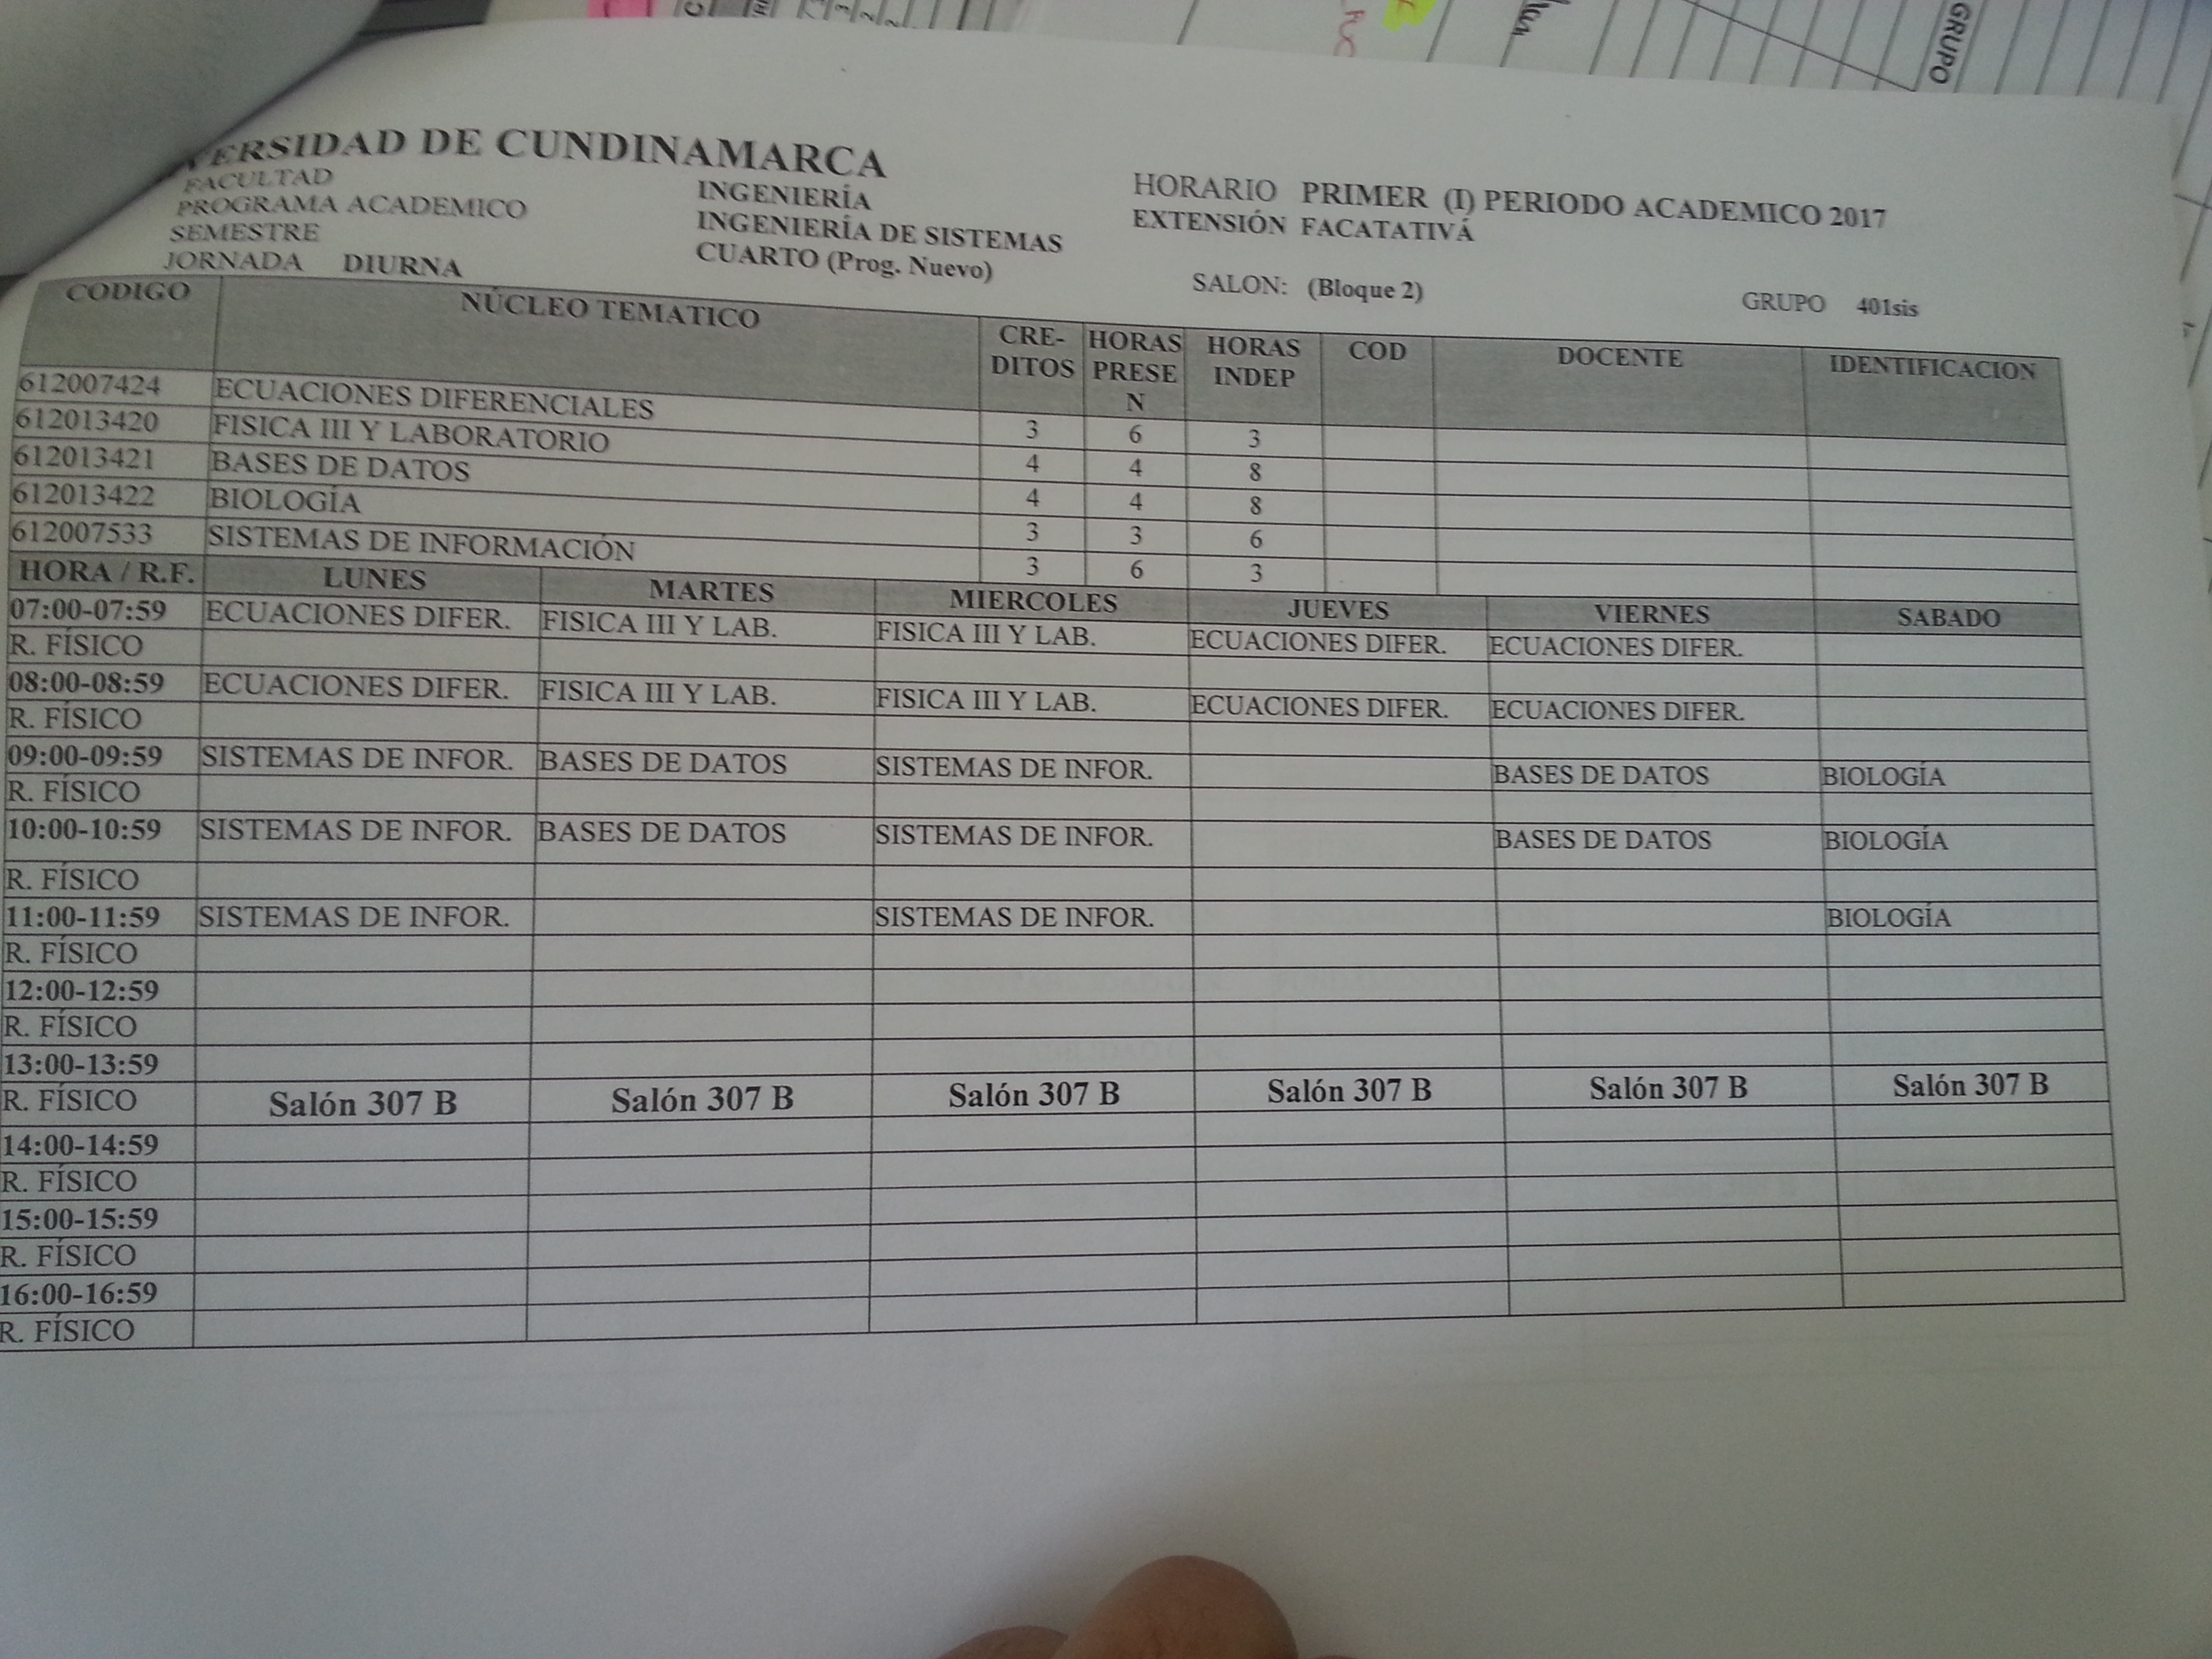 VERSIDAD DE CUNDINAMARCA
FACULTAD INGENIERÍA HORARIO PRIMER (I) PERIODO ACADEMICO 2017
PROGRAMA ACADEMICO INGENIERÍA DE SISTEMAS EXTENSIÓN FACATATIVÁ
SEMESTRE CUARTO (Prog. Nuevo)
JORNADA DIURNA SALON: (Bloque 2) GRUPO 401sis
CODIGO NÚCLEO TEMATICO CRE-DITOS HORAS PRESEN HORAS INDEP COD DOCENTE IDENTIFICACION
612007424 ECUACIONES DIFERENCIALES 3 6 3
612013420 FISICA III Y LABORATORIO 4 4 8
612013421 BASES DE DATOS 4 4 8
612013422 BIOLOGÍA 3 3 6
612007533 SISTEMAS DE INFORMACIÓN 3 6 3
HORA / R.F. LUNES MARTES MIERCOLES JUEVES VIERNES SABADO
07:00-07:59 ECUACIONES DIFER. FISICA III Y LAB. FISICA III Y LAB. ECUACIONES DIFER. ECUACIONES DIFER.
R. FÍSICO
08:00-08:59 ECUACIONES DIFER. FISICA III Y LAB. FISICA III Y LAB. ECUACIONES DIFER. ECUACIONES DIFER.
R. FÍSICO
09:00-09:59 SISTEMAS DE INFOR. BASES DE DATOS SISTEMAS DE INFOR. BASES DE DATOS BIOLOGÍA
R. FÍSICO
10:00-10:59 SISTEMAS DE INFOR. BASES DE DATOS SISTEMAS DE INFOR. BASES DE DATOS BIOLOGÍA
R. FÍSICO
11:00-11:59 SISTEMAS DE INFOR. SISTEMAS DE INFOR. BIOLOGÍA
R. FÍSICO
12:00-12:59
R. FÍSICO
13:00-13:59
R. FÍSICO Salón 307 B Salón 307 B Salón 307 B Salón 307 B Salón 307 B Salón 307 B
14:00-14:59
R. FÍSICO
15:00-15:59
R. FÍSICO
16:00-16:59
R. FÍSICO
GRUPO